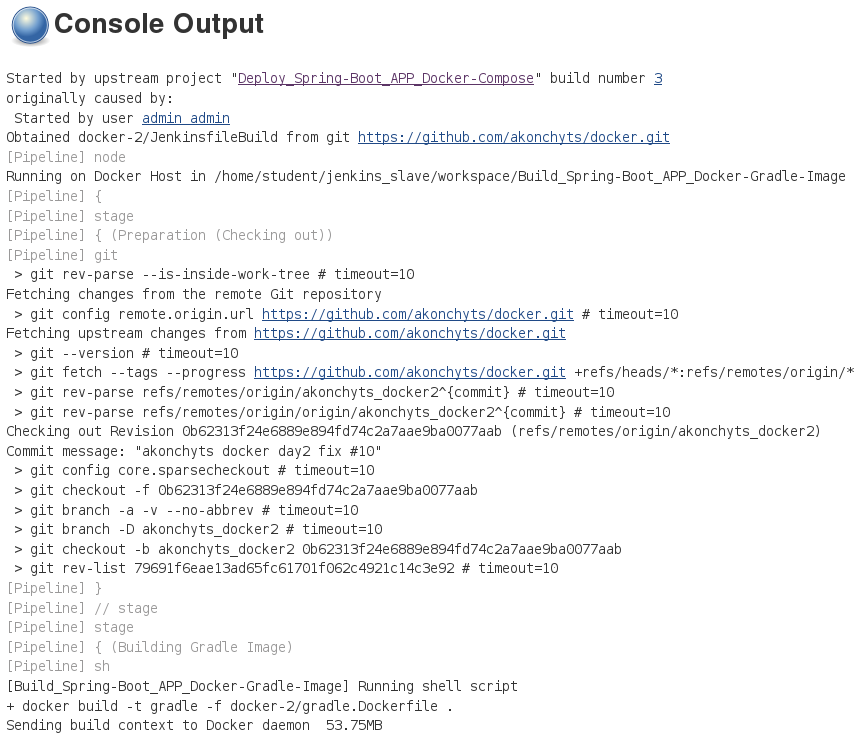 Console Output
Started by upstream project "Deploy_Spring-Boot_APP_Docker-Compose" build number 3
originally caused by:
 Started by user admin admin
Obtained docker-2/JenkinsfileBuild from git https://github.com/akonchyts/docker.git
[Pipeline] node
Running on Docker Host in /home/student/jenkins_slave/workspace/Build_Spring-Boot_APP_Docker-Gradle-Image
[Pipeline] {
[Pipeline] stage
[Pipeline] { (Preparation (Checking out))
[Pipeline] git
 > git rev-parse --is-inside-work-tree # timeout=10
Fetching changes from the remote Git repository
 > git config remote.origin.url https://github.com/akonchyts/docker.git # timeout=10
Fetching upstream changes from https://github.com/akonchyts/docker.git
 > git --version # timeout=10
 > git fetch --tags --progress https://github.com/akonchyts/docker.git +refs/heads/*:refs/remotes/origin/*
 > git rev-parse refs/remotes/origin/akonchyts_docker2^{commit} # timeout=10
 > git rev-parse refs/remotes/origin/origin/akonchyts_docker2^{commit} # timeout=10
Checking out Revision 0b62313f24e6889e894fd74c2a7aae9ba0077aab (refs/remotes/origin/akonchyts_docker2)
Commit message: "akonchyts docker day2 fix #10"
 > git config core.sparsecheckout # timeout=10
 > git checkout -f 0b62313f24e6889e894fd74c2a7aae9ba0077aab
 > git branch -a -v --no-abbrev # timeout=10
 > git branch -D akonchyts_docker2 # timeout=10
 > git checkout -b akonchyts_docker2 0b62313f24e6889e894fd74c2a7aae9ba0077aab
 > git rev-list 79691f6eae13ad65fc61701f062c4921c14c3e92 # timeout=10
[Pipeline] }
[Pipeline] // stage
[Pipeline] stage
[Pipeline] { (Building Gradle Image)
[Pipeline] sh
[Build_Spring-Boot_APP_Docker-Gradle-Image] Running shell script
+ docker build -t gradle -f docker-2/gradle.Dockerfile .
Sending build context to Docker daemon  53.75MB